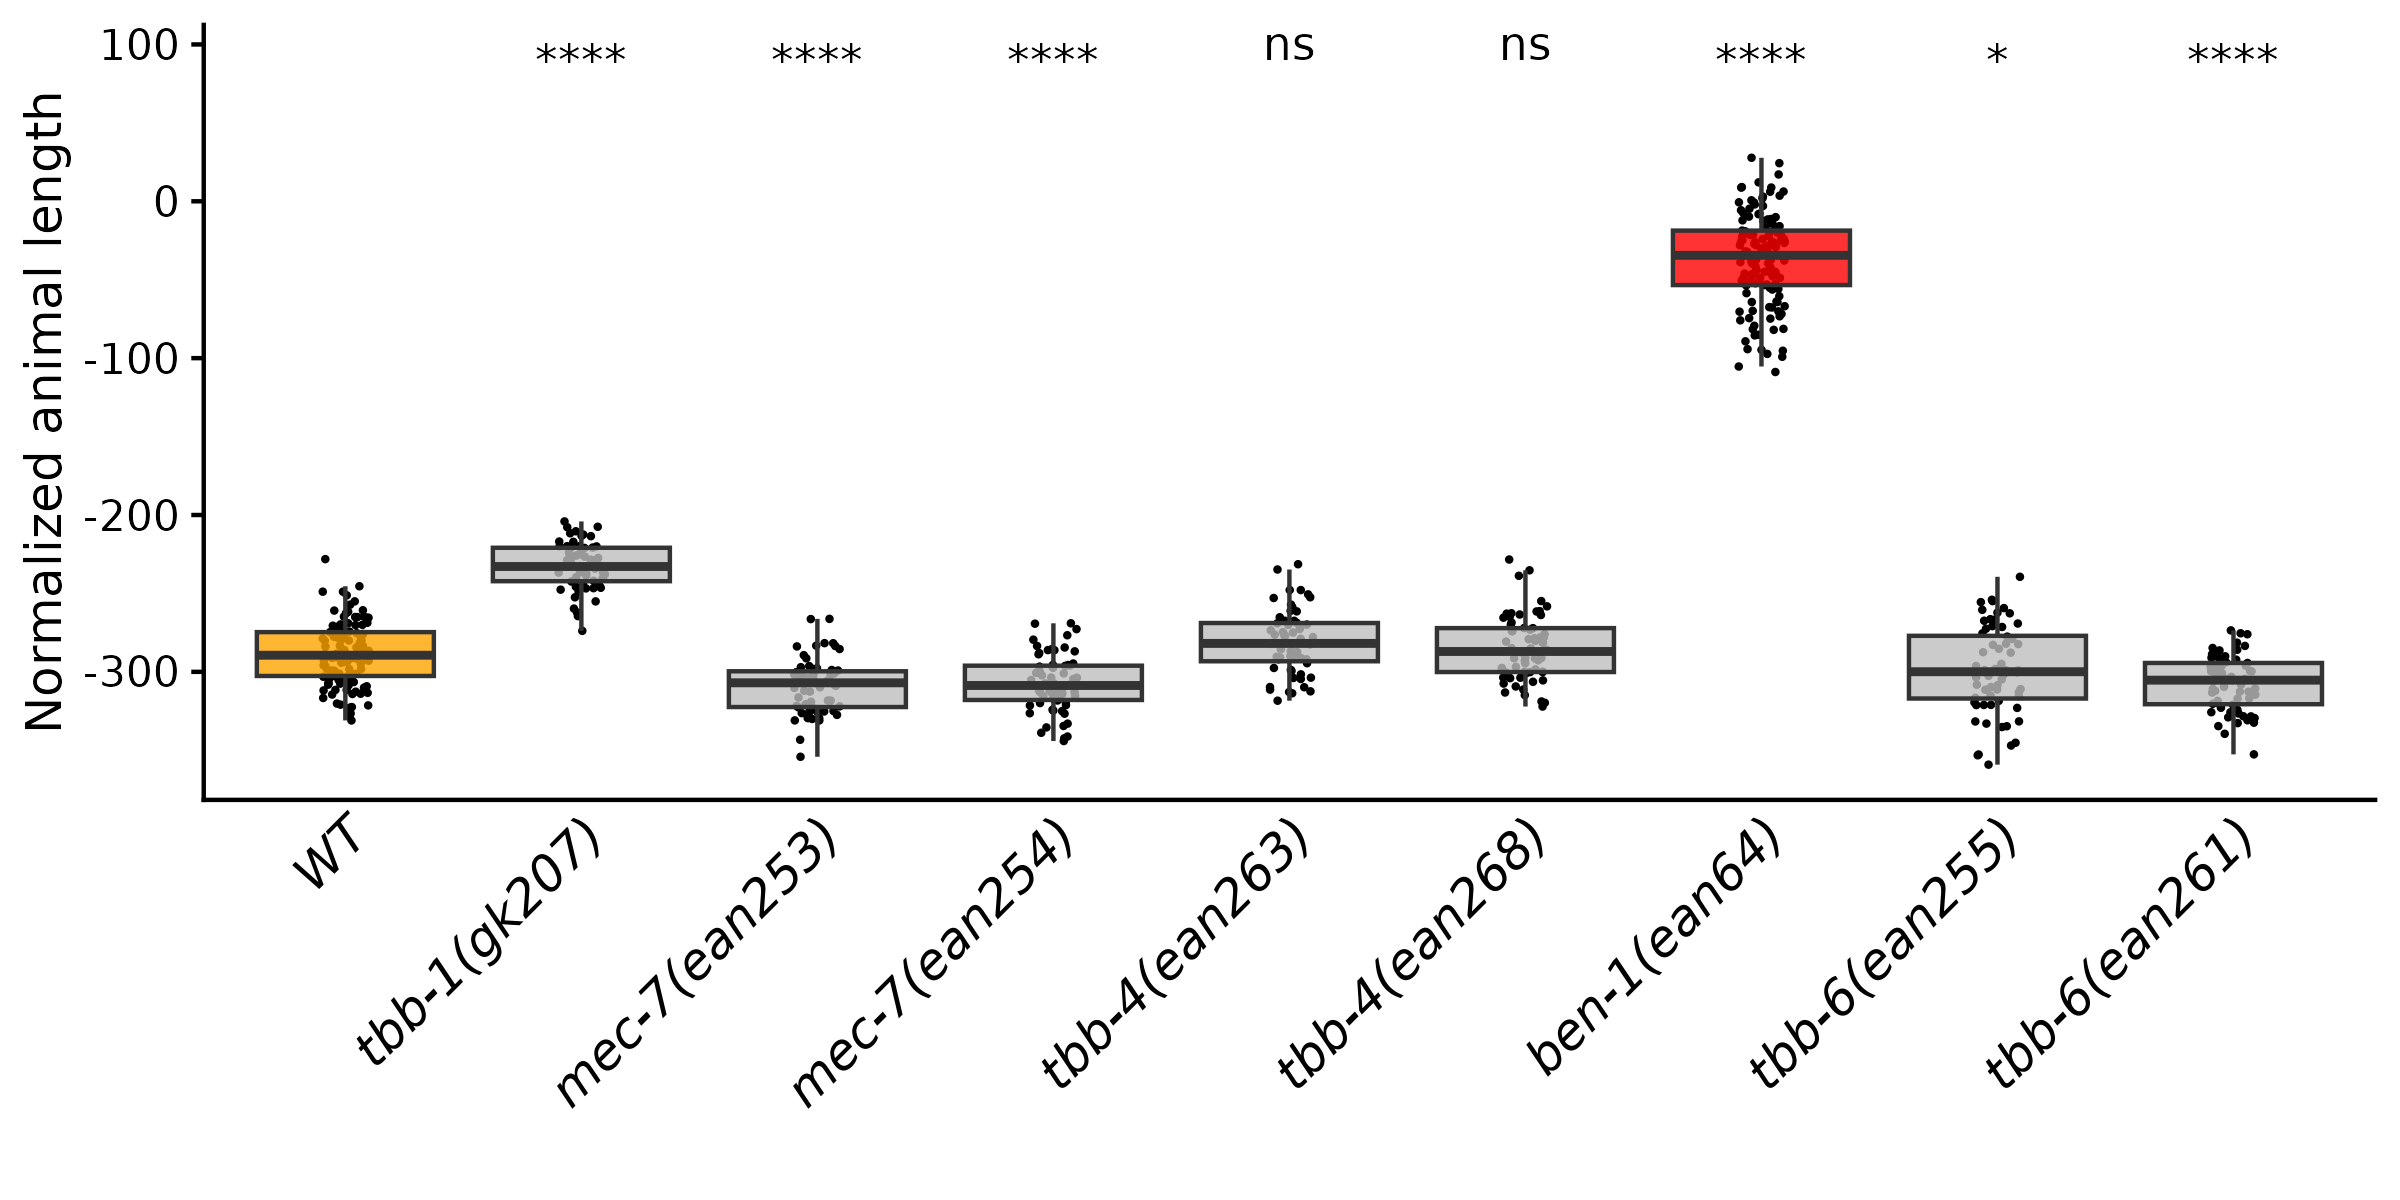 100
0
-100
-200
-300
Normalized animal length
**** **** **** ns ns **** * ****
WT
tbb-1(gk207)
mec-7(ean253)
mec-7(ean254)
tbb-4(ean263)
tbb-4(ean268)
ben-1(ean64)
tbb-6(ean255)
tbb-6(ean261)